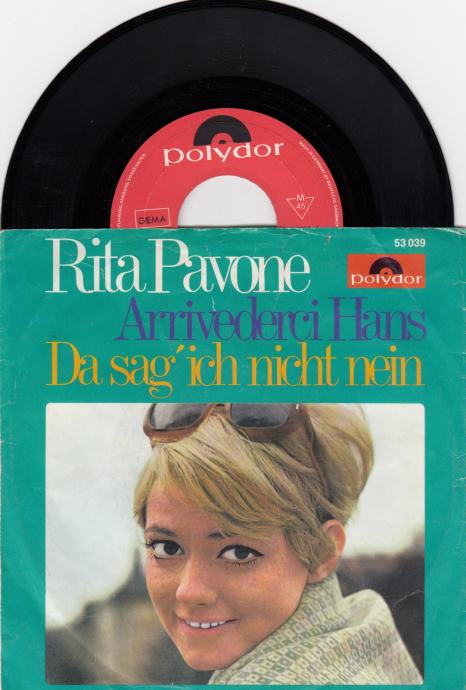 polydor
GEMA
M
45
53 039
Rita Pavone
polydor
Arrivederci Hans
Da sag' ich nicht nein